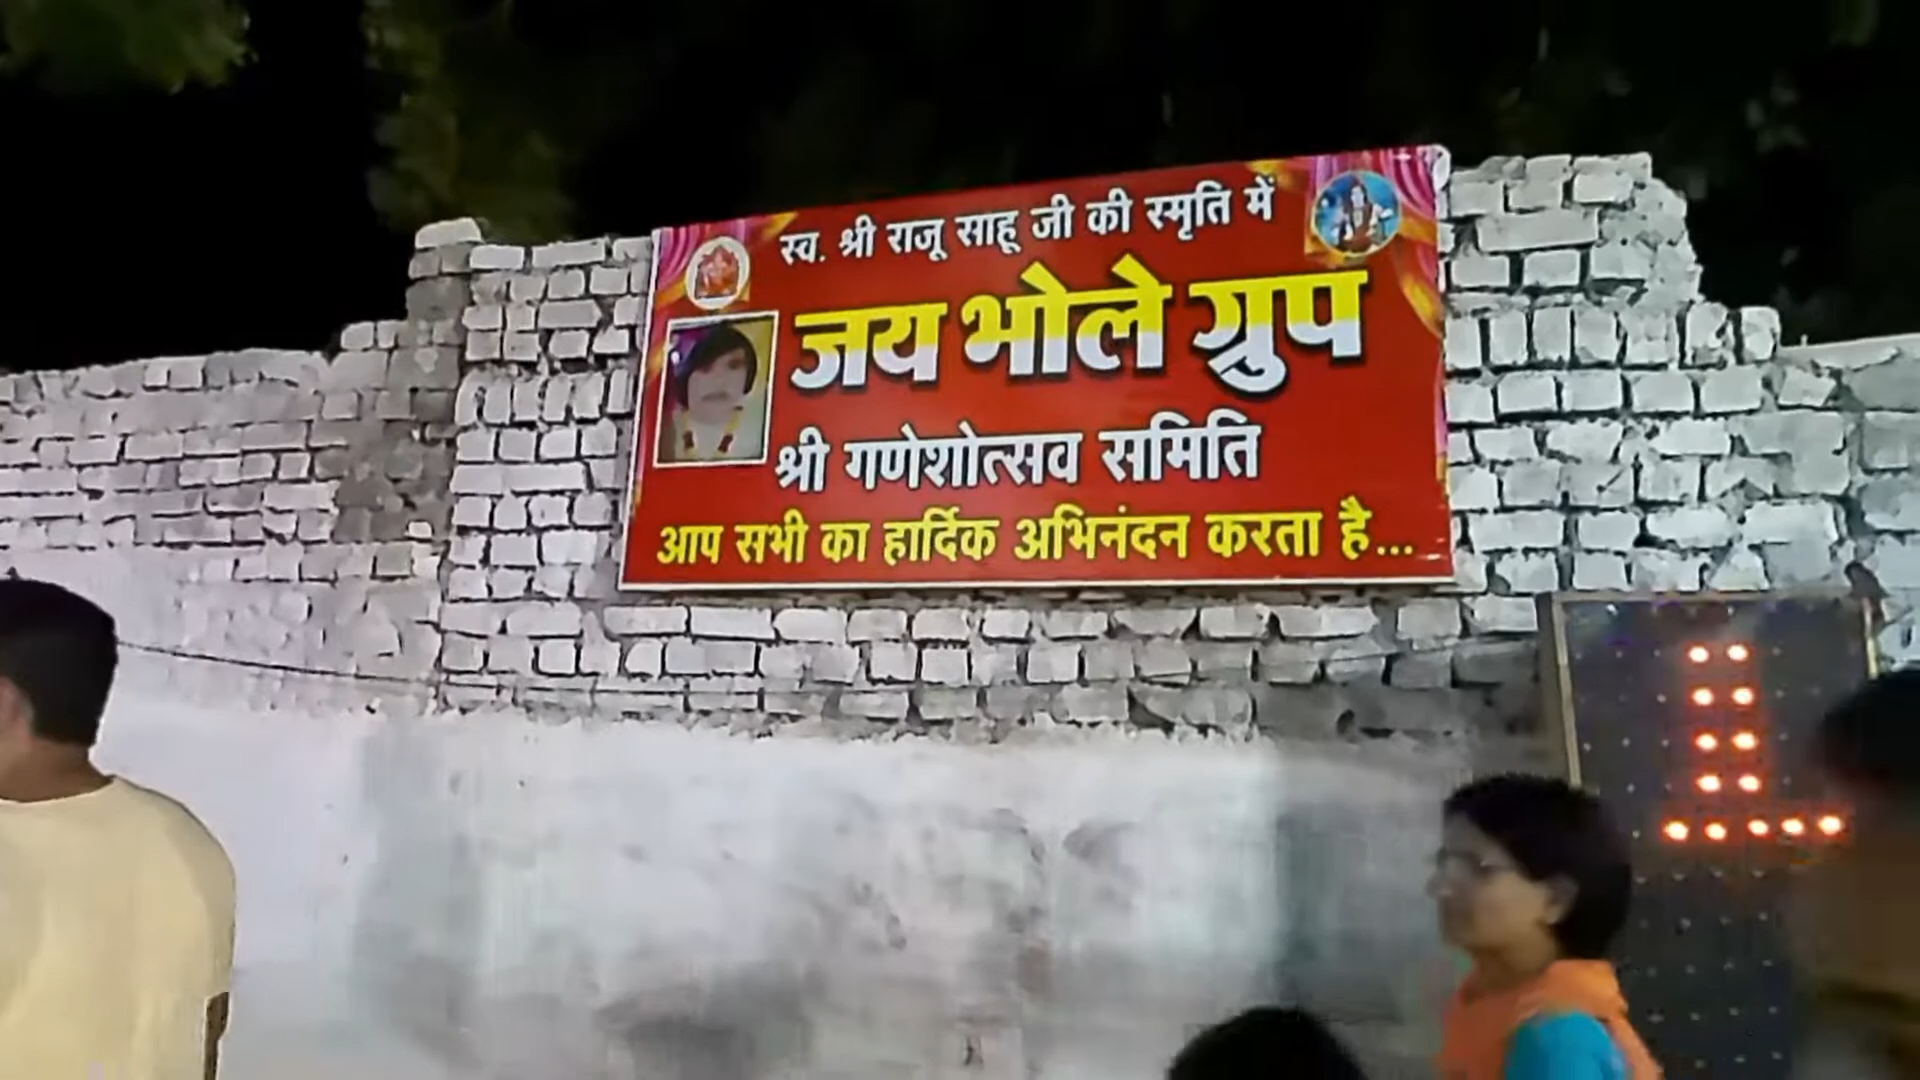 स्व. श्री राजू साहू जी की स्मृति में
जय भोले ग्रुप
श्री गणेशोत्सव समिति
आप सभी का हार्दिक अभिनंदन करता है...